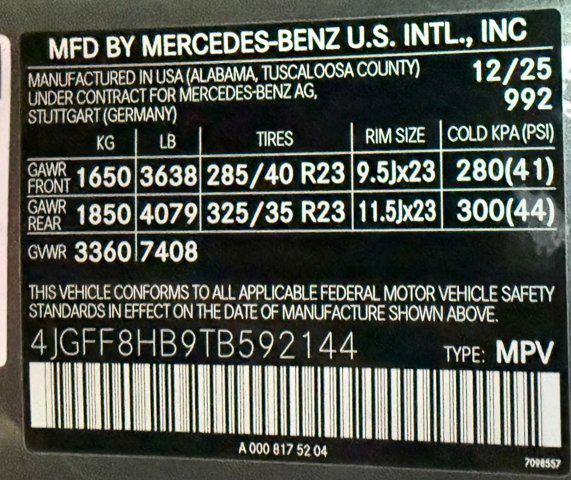 MFD BY MERCEDES-BENZ U.S. INTL., INC
MANUFACTURED IN USA (ALABAMA, TUSCALOOSA COUNTY) 12/25
UNDER CONTRACT FOR MERCEDES-BENZ AG, 992
STUTTGART (GERMANY)
KG LB TIRES RIM SIZE COLD KPA (PSI)
GAWR FRONT 1650 3638 285/40 R23 9.5Jx23 280(41)
GAWR REAR 1850 4079 325/35 R23 11.5Jx23 300(44)
GVWR 3360 7408
THIS VEHICLE CONFORMS TO ALL APPLICABLE FEDERAL MOTOR VEHICLE SAFETY
STANDARDS IN EFFECT ON THE DATE OF MANUFACTURE SHOWN ABOVE.
4JGFF8HB9TB592144 TYPE: MPV
A 000 817 52 04
7098557